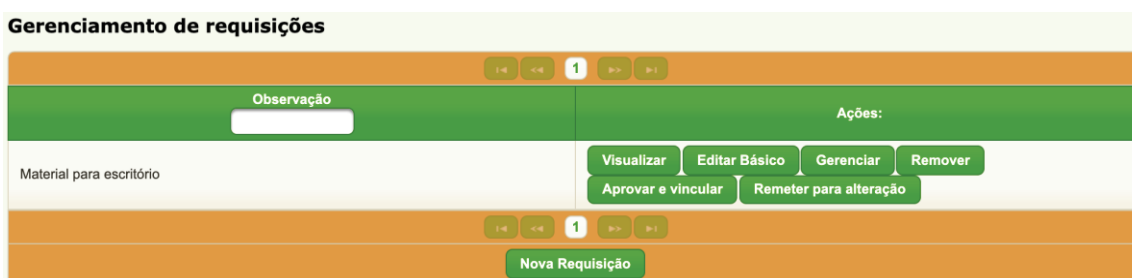 Gerenciamento de requisições
1
Observação
Ações:
Material para escritório
Visualizar Editar Básico Gerenciar Remover
Aprovar e vincular Remeter para alteração
1
Nova Requisição